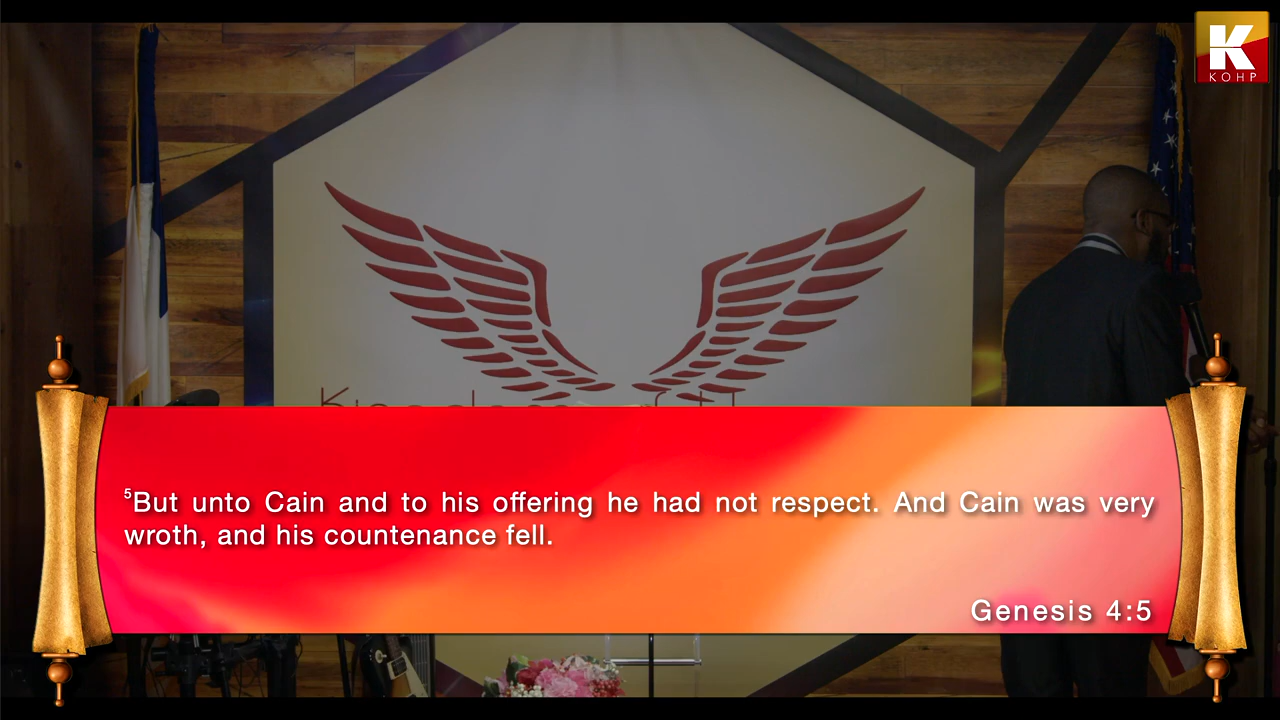 K
KOHP
⁵But unto Cain and to his offering he had not respect. And Cain was very
wroth, and his countenance fell.
Genesis 4:5